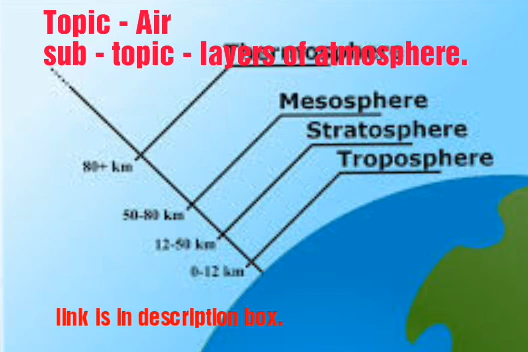 Topic - Air
sub - topic - layers of atmosphere.
Thermosphere
Mesosphere
Stratosphere
Troposphere
80+ km
50-80 km
12-50 km
0-12 km
link is in description box.